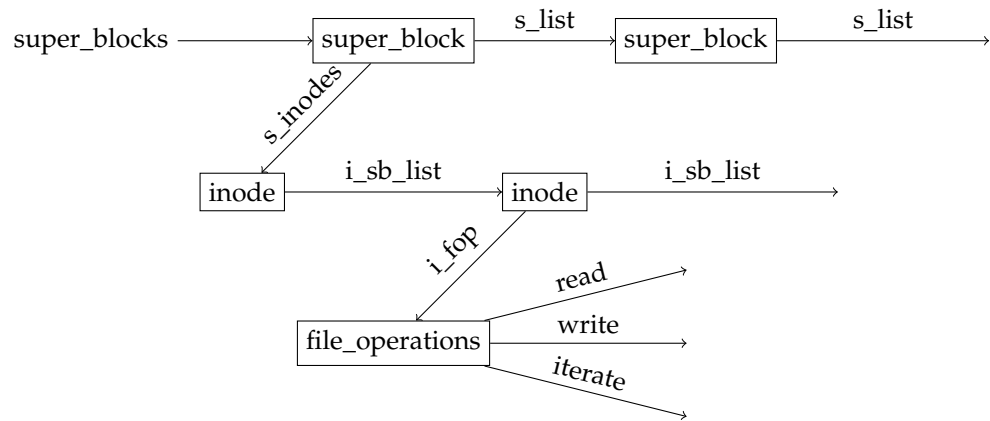 super_blocks super_block s_list super_block s_list
s_inodes
inode i_sb_list inode i_sb_list
i_fop
read
file_operations write
iterate